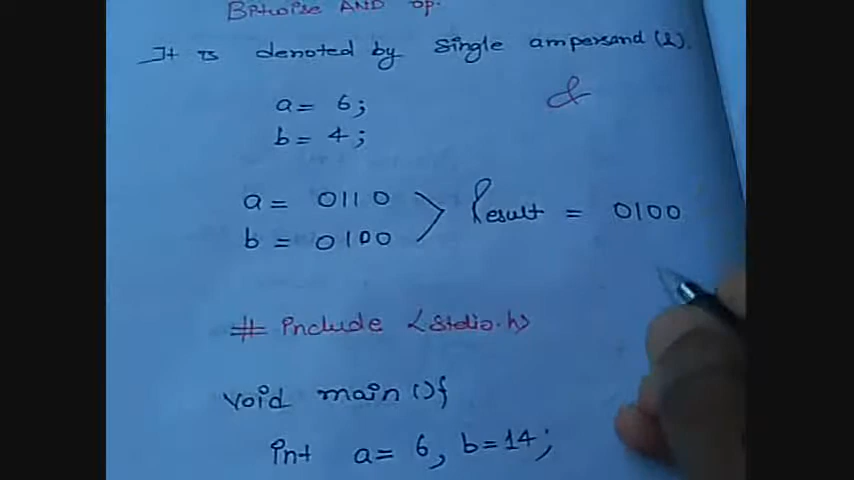 Bitwise AND op.
It is denoted by single ampersand (&).
&
a= 6;
b= 4;
a= 0110
b= 0100
Result = 0100
# include <stdio.h>
void main (){
int a= 6, b=14;